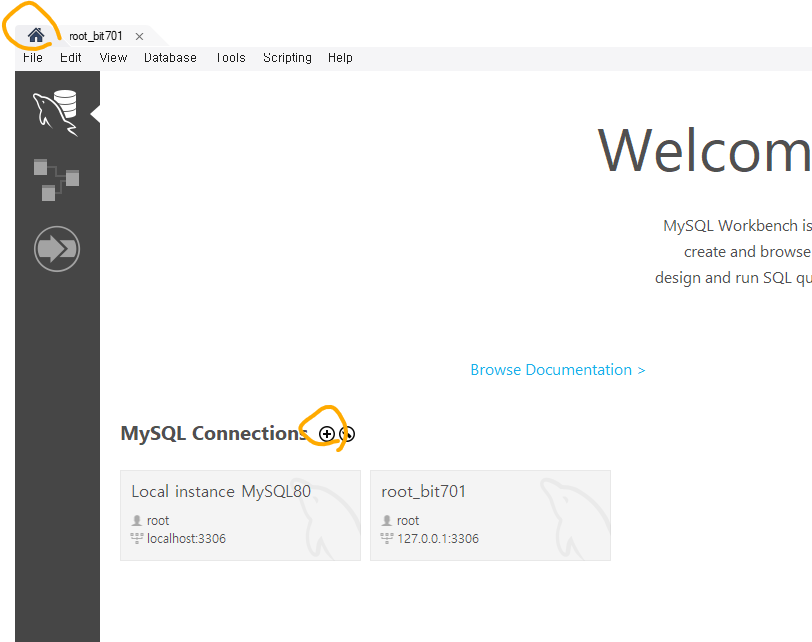 root_bit701
File Edit View Database Tools Scripting Help
Welcom
MySQL Workbench is
create and browse
design and run SQL qu
Browse Documentation >
MySQL Connections
Local instance MySQL80
root
localhost:3306
root_bit701
root
127.0.0.1:3306